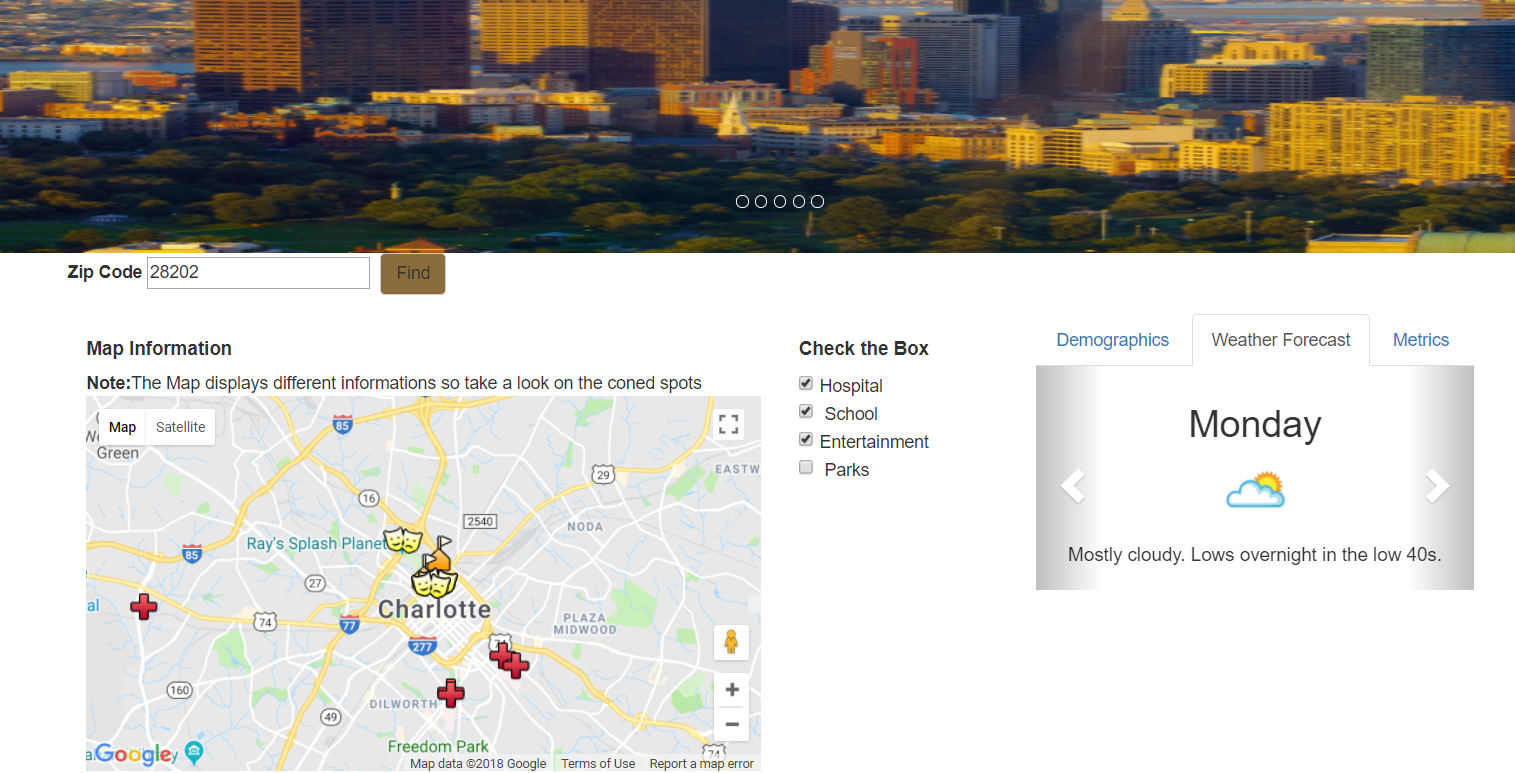 Zip Code 28202 Find
Map Information
Note:The Map displays different informations so take a look on the coned spots
Map Satellite
Green
85
29
EASTW
16
2540
NODA
Ray's Splash Planet
85
27
al
74
Charlotte
77
PLAZA
MIDWOOD
277
160
DILWORTH
49
Freedom Park
74
Google
Map data ©2018 Google Terms of Use Report a map error
Check the Box
Hospital
School
Entertainment
Parks
Demographics Weather Forecast Metrics
Monday
Mostly cloudy. Lows overnight in the low 40s.